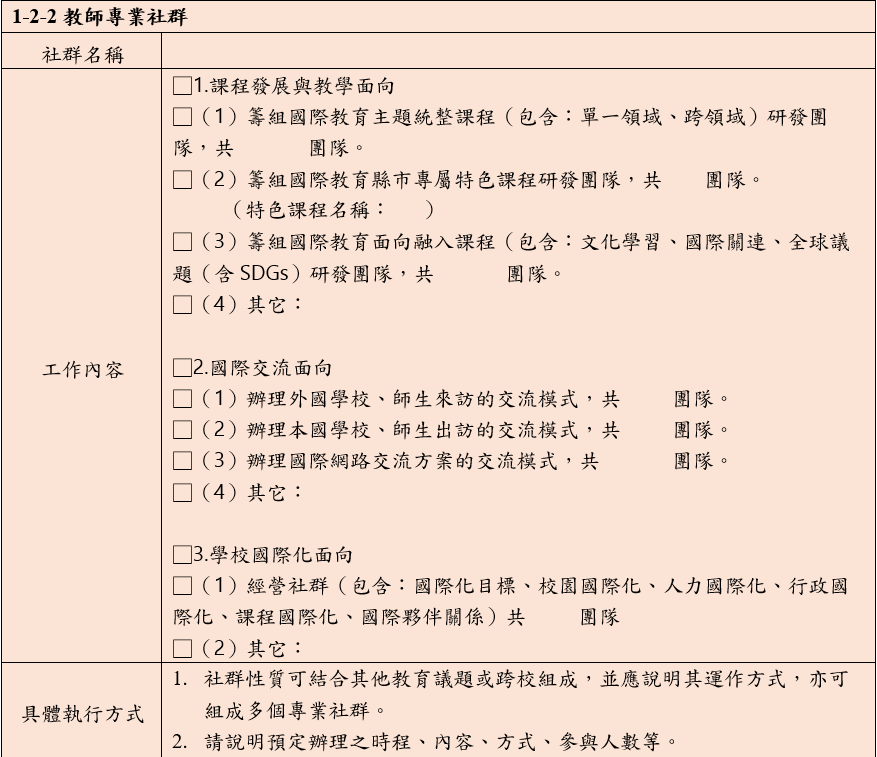 1-2-2 教師專業社群
社群名稱
工作內容
□1.課程發展與教學面向
□（1）籌組國際教育主題統整課程（包含：單一領域、跨領域）研發團
隊，共 團隊。
□（2）籌組國際教育縣市專屬特色課程研發團隊，共 團隊。
（特色課程名稱： ）
□（3）籌組國際教育面向融入課程（包含：文化學習、國際關連、全球議
題（含 SDGs）研發團隊，共 團隊。
□（4）其它：
□2.國際交流面向
□（1）辦理外國學校、師生來訪的交流模式，共 團隊。
□（2）辦理本國學校、師生出訪的交流模式，共 團隊。
□（3）辦理國際網路交流方案的交流模式，共 團隊。
□（4）其它：
□3.學校國際化面向
□（1）經營社群（包含：國際化目標、校園國際化、人力國際化、行政國
際化、課程國際化、國際夥伴關係）共 團隊
□（2）其它：
具體執行方式
1. 社群性質可結合其他教育議題或跨校組成，並應說明其運作方式，亦可
組成多個專業社群。
2. 請說明預定辦理之時程、內容、方式、參與人數等。